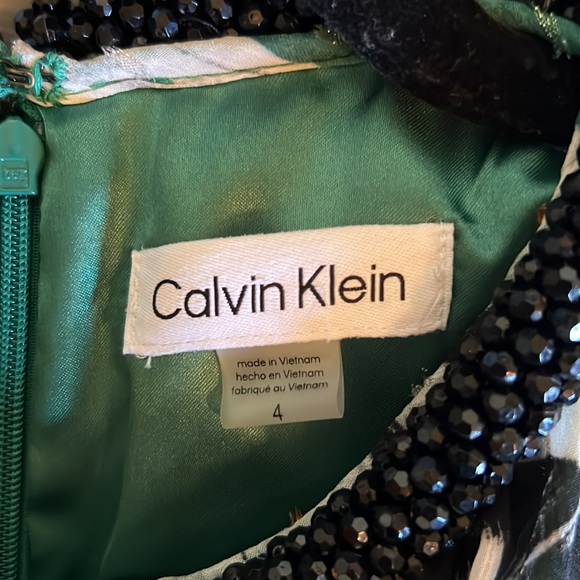 Calvin Klein
made in Vietnam
hecho en Vietnam
fabriqué au Vietnam
4